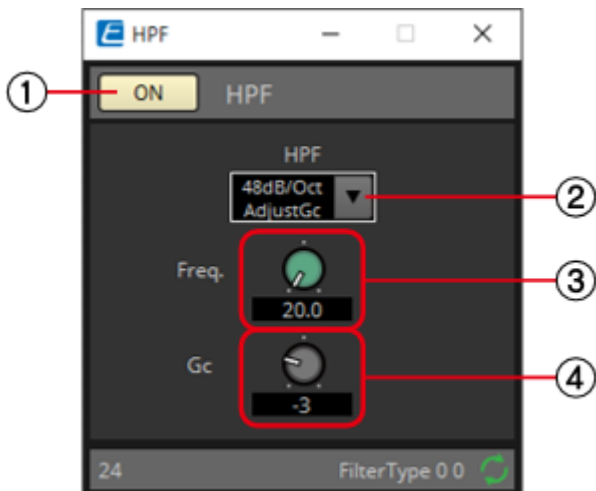 HPF
① ON HPF
HPF
48dB/Oct
AdjustGc
②
Freq.
③
20.0
Gc
④
-3
24 FilterType 0 0